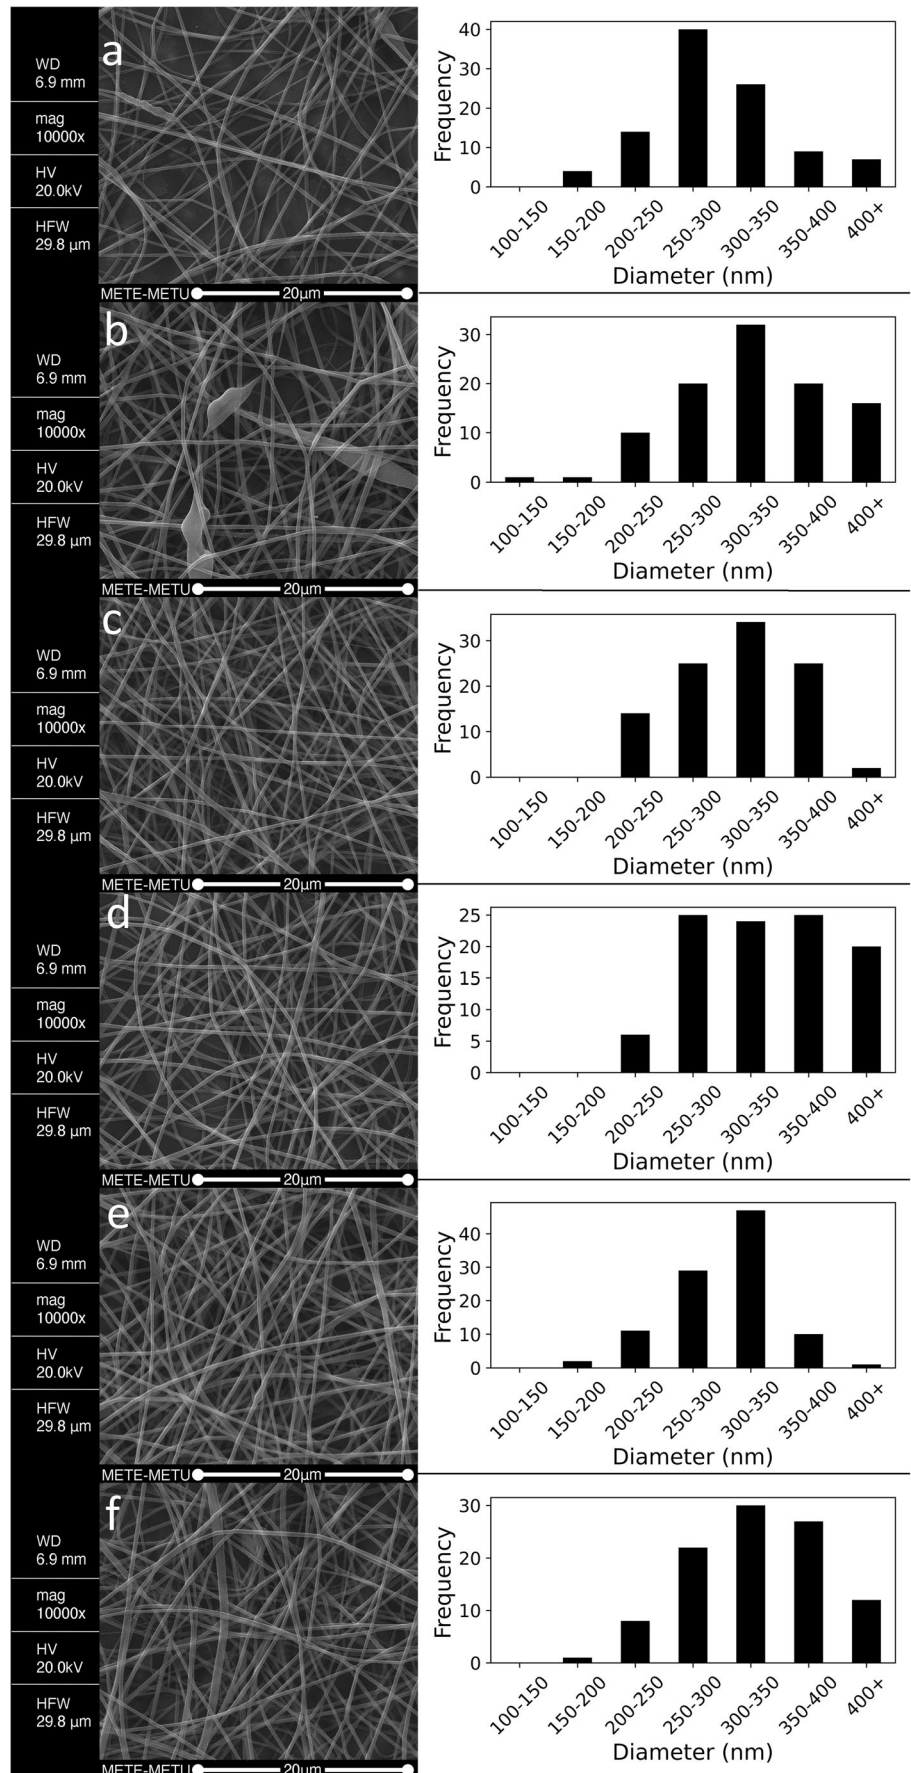 a
WD
6.9 mm
mag
10000x
HV
20.0kV
HFW
29.8 µm
METE-METU 20µm
Frequency
40
30
20
10
0
100-150 150-200 200-250 250-300 300-350 350-400 400+
Diameter (nm)
b
WD
6.9 mm
mag
10000x
HV
20.0kV
HFW
29.8 µm
METE-METU 20µm
Frequency
30
20
10
0
100-150 150-200 200-250 250-300 300-350 350-400 400+
Diameter (nm)
c
WD
6.9 mm
mag
10000x
HV
20.0kV
HFW
29.8 µm
METE-METU 20µm
Frequency
30
20
10
0
100-150 150-200 200-250 250-300 300-350 350-400 400+
Diameter (nm)
d
WD
6.9 mm
mag
10000x
HV
20.0kV
HFW
29.8 µm
METE-METU 20µm
Frequency
25
20
15
10
5
0
100-150 150-200 200-250 250-300 300-350 350-400 400+
Diameter (nm)
e
WD
6.9 mm
mag
10000x
HV
20.0kV
HFW
29.8 µm
METE-METU 20µm
Frequency
40
30
20
10
0
100-150 150-200 200-250 250-300 300-350 350-400 400+
Diameter (nm)
f
WD
6.9 mm
mag
10000x
HV
20.0kV
HFW
29.8 µm
METE-METU 20µm
Frequency
30
20
10
0
100-150 150-200 200-250 250-300 300-350 350-400 400+
Diameter (nm)